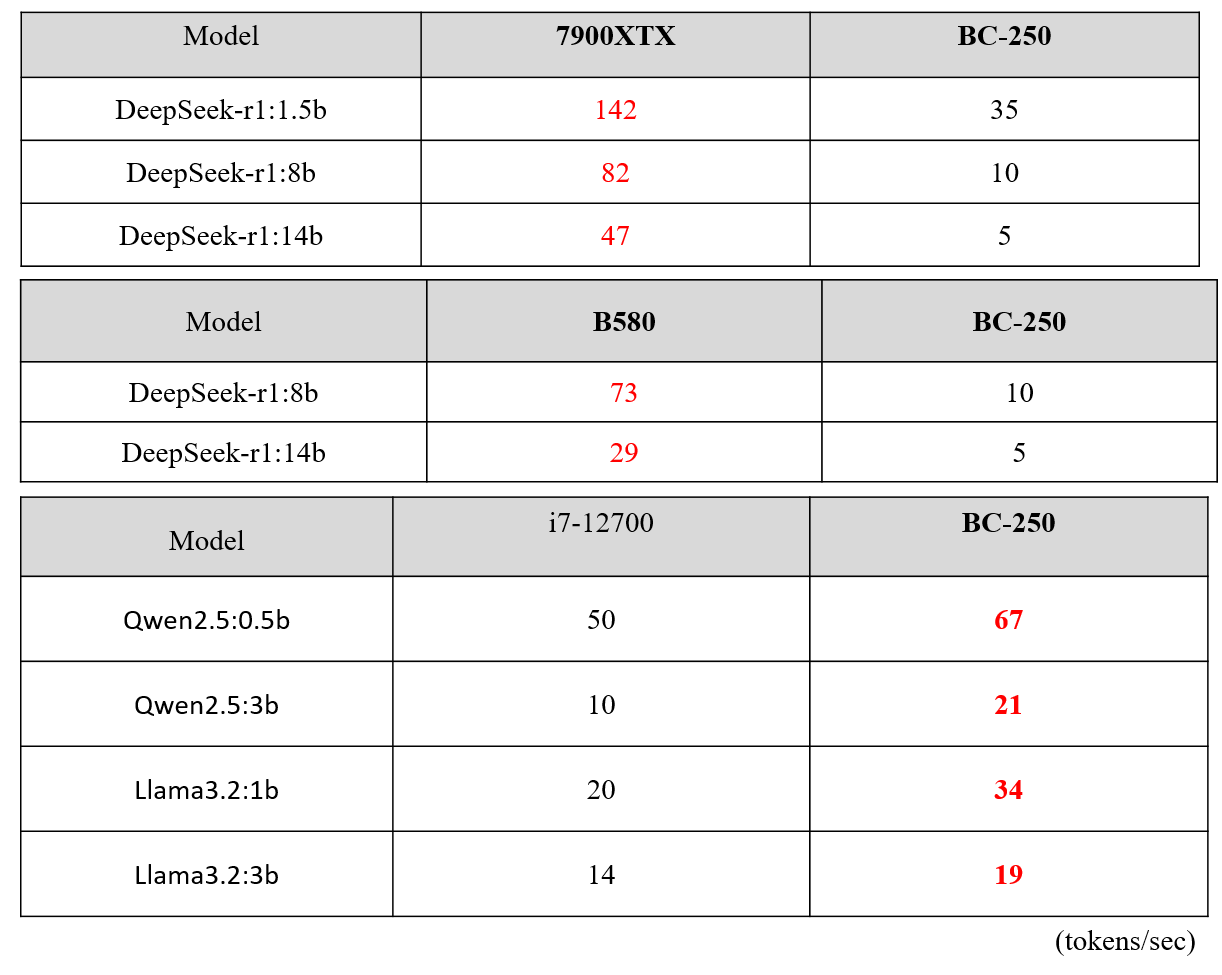 Model 7900XTX BC-250
DeepSeek-r1:1.5b 142 35
DeepSeek-r1:8b 82 10
DeepSeek-r1:14b 47 5
Model B580 BC-250
DeepSeek-r1:8b 73 10
DeepSeek-r1:14b 29 5
Model i7-12700 BC-250
Qwen2.5:0.5b 50 67
Qwen2.5:3b 10 21
Llama3.2:1b 20 34
Llama3.2:3b 14 19
(tokens/sec)